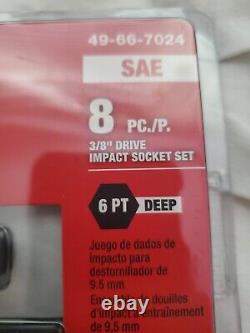 49-66-7024
SAE
8 PC./P.
3/8" DRIVE
IMPACT SOCKET SET
6 PT DEEP
Juego de dados de
impacto para
destornillador de
9.5 mm
de douilles
d'impact à entraînement
de 9,5 mm